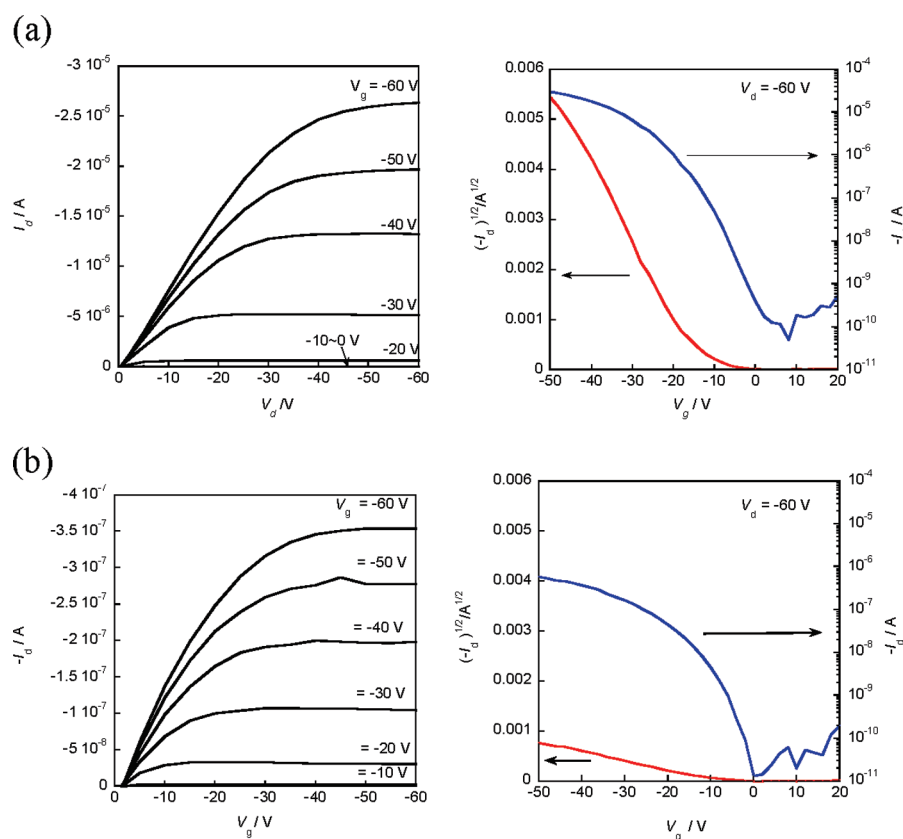 (a)
-3 10-5
-2.5 10-5
-2 10-5
-1.5 10-5
-1 10-5
-5 10-6
0
Id / A
Vg = -60 V
-50 V
-40 V
-30 V
-10~0 V
-20 V
0 -10 -20 -30 -40 -50 -60
Vd /V
0.006
0.005
0.004
0.003
0.002
0.001
0
(-Id )1/2/A1/2
Vd = -60 V
10-4
10-5
10-6
10-7
10-8
10-9
10-10
10-11
-50 -40 -30 -20 -10 0 10 20
Vg / V
(b)
-4 10-7
-3.5 10-7
-3 10-7
-2.5 10-7
-2 10-7
-1.5 10-7
-1 10-7
-5 10-8
0
-Id / A
Vg = -60 V
= -50 V
= -40 V
= -30 V
= -20 V
= -10 V
0 -10 -20 -30 -40 -50 -60
Vg / V
0.006
0.005
0.004
0.003
0.002
0.001
0.000
(-Id )1/2/A1/2
Vd = -60 V
10-4
10-5
10-6
10-7
10-8
10-9
10-10
10-11
-Id / A
-50 -40 -30 -20 -10 0 10 20
Vg / V